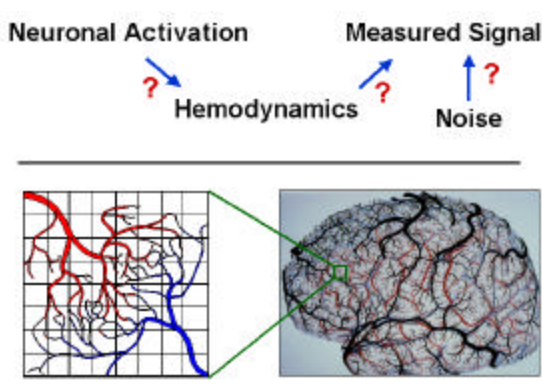 Neuronal Activation
Measured Signal
?
?
?
Hemodynamics
Noise